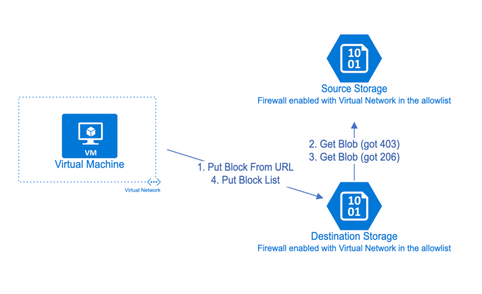 10
01
Source Storage
Firewall enabled with Virtual Network in the allowlist
VM
Virtual Machine
Virtual Network
1. Put Block From URL
4. Put Block List
2. Get Blob (got 403)
3. Get Blob (got 206)
10
01
Destination Storage
Firewall enabled with Virtual Network in the allowlist